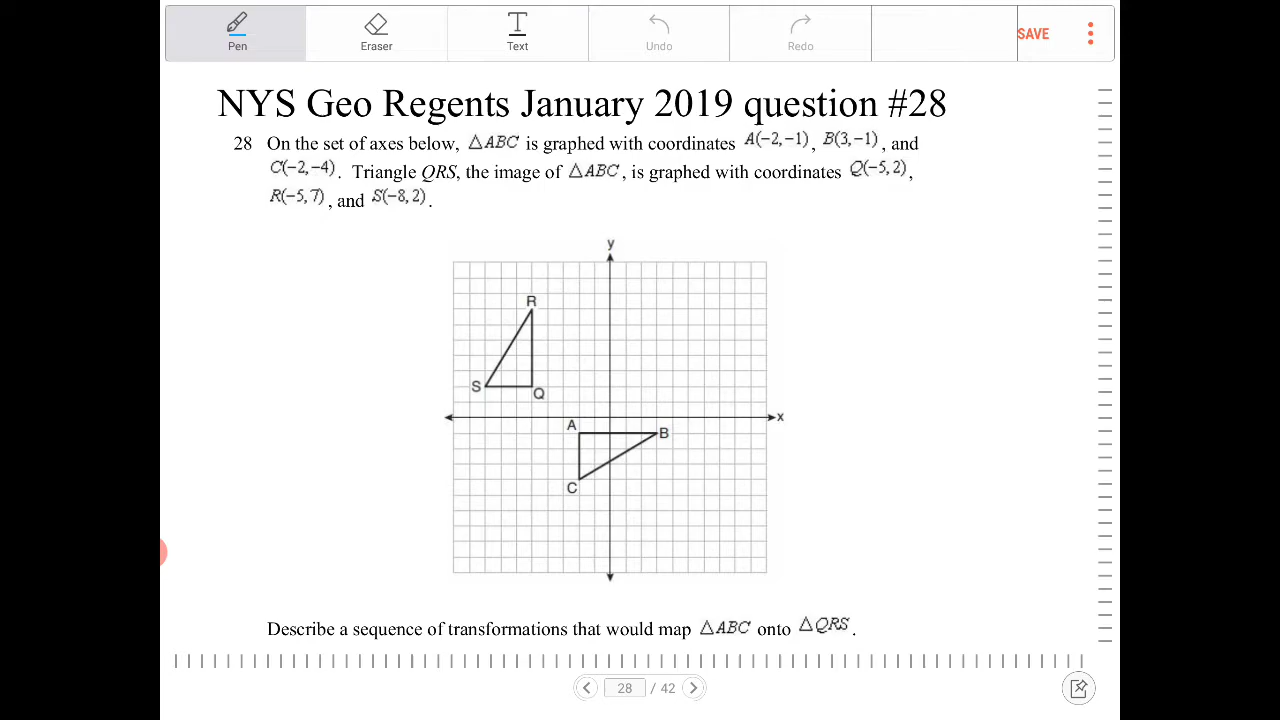 Pen Eraser Text Undo Redo SAVE
NYS Geo Regents January 2019 question #28
28 On the set of axes below, △ABC is graphed with coordinates A(−2,−1), B(3,−1), and
C(−2,−4). Triangle QRS, the image of △ABC, is graphed with coordinates Q(−5,2),
R(−5,7), and S(−8,2).
y
R
S
Q
x
A
B
C
Describe a sequence of transformations that would map △ABC onto △QRS.
28 / 42